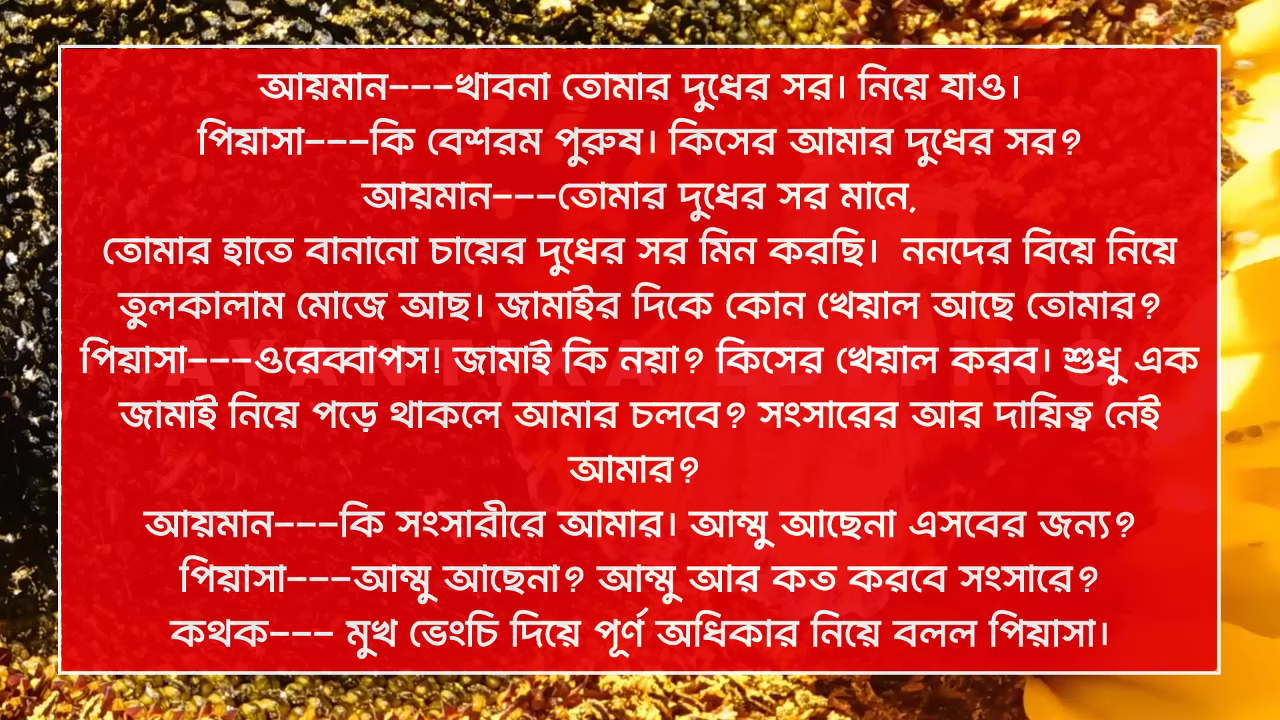 আয়মান---খাবনা তোমার দুধের সর। নিয়ে যাও।
পিয়াসা---কি বেশরম পুরুষ। কিসের আমার দুধের সর?
আয়মান---তোমার দুধের সর মানে,
তোমার হাতে বানানো চায়ের দুধের সর মিন করছি। ননদের বিয়ে নিয়ে
তুলকালাম মোজে আছ। জামাইর দিকে কোন খেয়াল আছে তোমার?
পিয়াসা---ওরেব্বাপস! জামাই কি নয়া? কিসের খেয়াল করব। শুধু এক
জামাই নিয়ে পড়ে থাকলে আমার চলবে? সংসারের আর দায়িত্ব নেই
আমার?
আয়মান---কি সংসারীরে আমার। আম্মু আছেনা এসবের জন্য?
পিয়াসা---আম্মু আছেনা? আম্মু আর কত করবে সংসারে?
কথক--- মুখ ভেংচি দিয়ে পূর্ণ অধিকার নিয়ে বলল পিয়াসা।